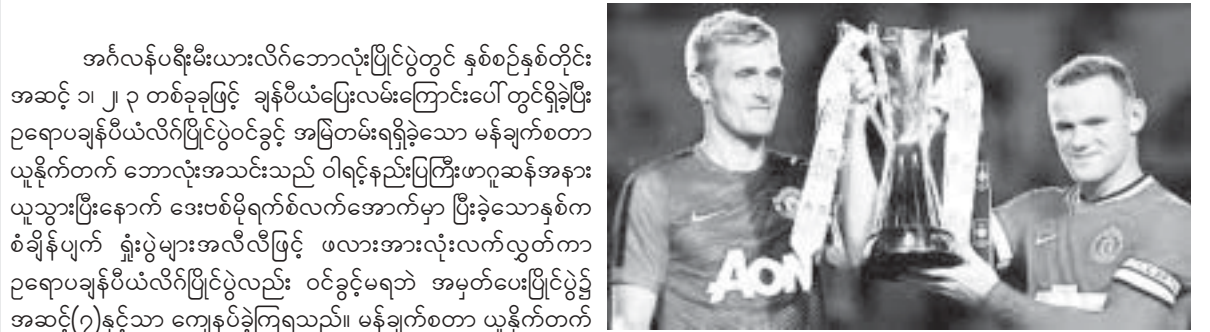 အင်္ဂလန်ပရီးမီးယားလိဂ်ဘောလုံးပြိုင်ပွဲတွင် နှစ်စဉ်နှစ်တိုင်း
အဆင့် ၁၊ ၂၊ ၃ တစ်ခုခုဖြင့် ချန်ပီယံပြေးလမ်းကြောင်းပေါ် တွင်ရှိခဲ့ပြီး
ဥရောပချန်ပီယံလိဂ်ပြိုင်ပွဲဝင်ခွင့် အမြဲတမ်းရရှိခဲ့သော မန်ချက်စတာ
ယူနိုက်တက် ဘောလုံးအသင်းသည် ဝါရင့်နည်းပြကြီးဖာဂူဆန်အနား
ယူသွားပြီးနောက် ဒေးဗစ်မိုရက်စ်လက်အောက်မှာ ပြီးခဲ့သောနှစ်က
စံချိန်ပျက် ရှုံးပွဲများအလီလီဖြင့် ဖလားအားလုံးလက်လွှတ်ကာ
ဥရောပချန်ပီယံလိဂ်ပြိုင်ပွဲလည်း ဝင်ခွင့်မရဘဲ အမှတ်ပေးပြိုင်ပွဲ၌
အဆင့်(၇)နှင့်သာ ကျေနပ်ခဲ့ကြရသည်။ မန်ချက်စတာ ယူနိုက်တက်
AON